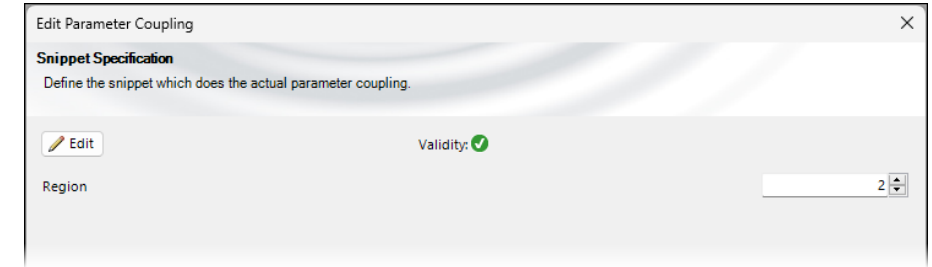 Edit Parameter Coupling
Snippet Specification
Define the snippet which does the actual parameter coupling.
Edit
Validity:
Region
2